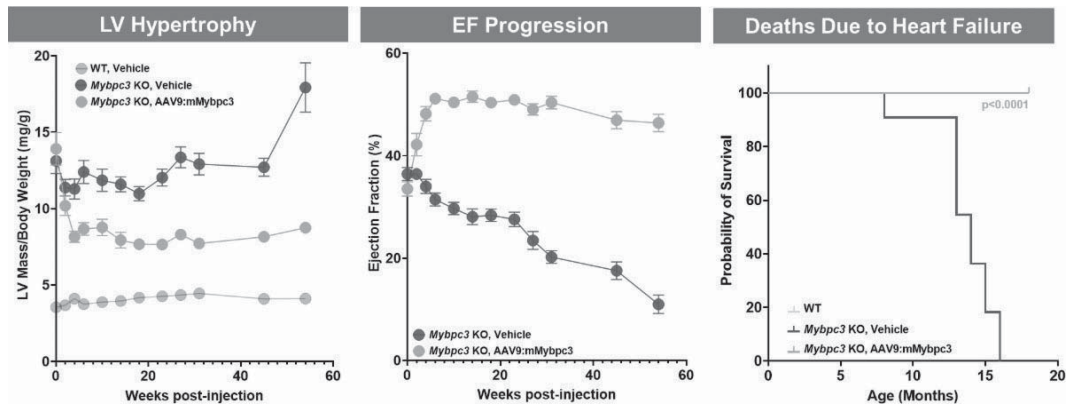 LV Hypertrophy
20
15
10
5
0
0
20
40
60
LV Mass/Body Weight (mg/g)
Weeks post-injection
WT, Vehicle
Mybpc3 KO, Vehicle
Mybpc3 KO, AAV9:mMybpc3
EF Progression
60
40
20
0
0
20
40
60
Ejection Fraction (%)
Weeks post-injection
Mybpc3 KO, Vehicle
Mybpc3 KO, AAV9:mMybpc3
Deaths Due to Heart Failure
100
80
60
40
20
0
0
5
10
15
20
Probability of Survival
Age (Months)
p<0.0001
WT
Mybpc3 KO, Vehicle
Mybpc3 KO, AAV9:mMybpc3